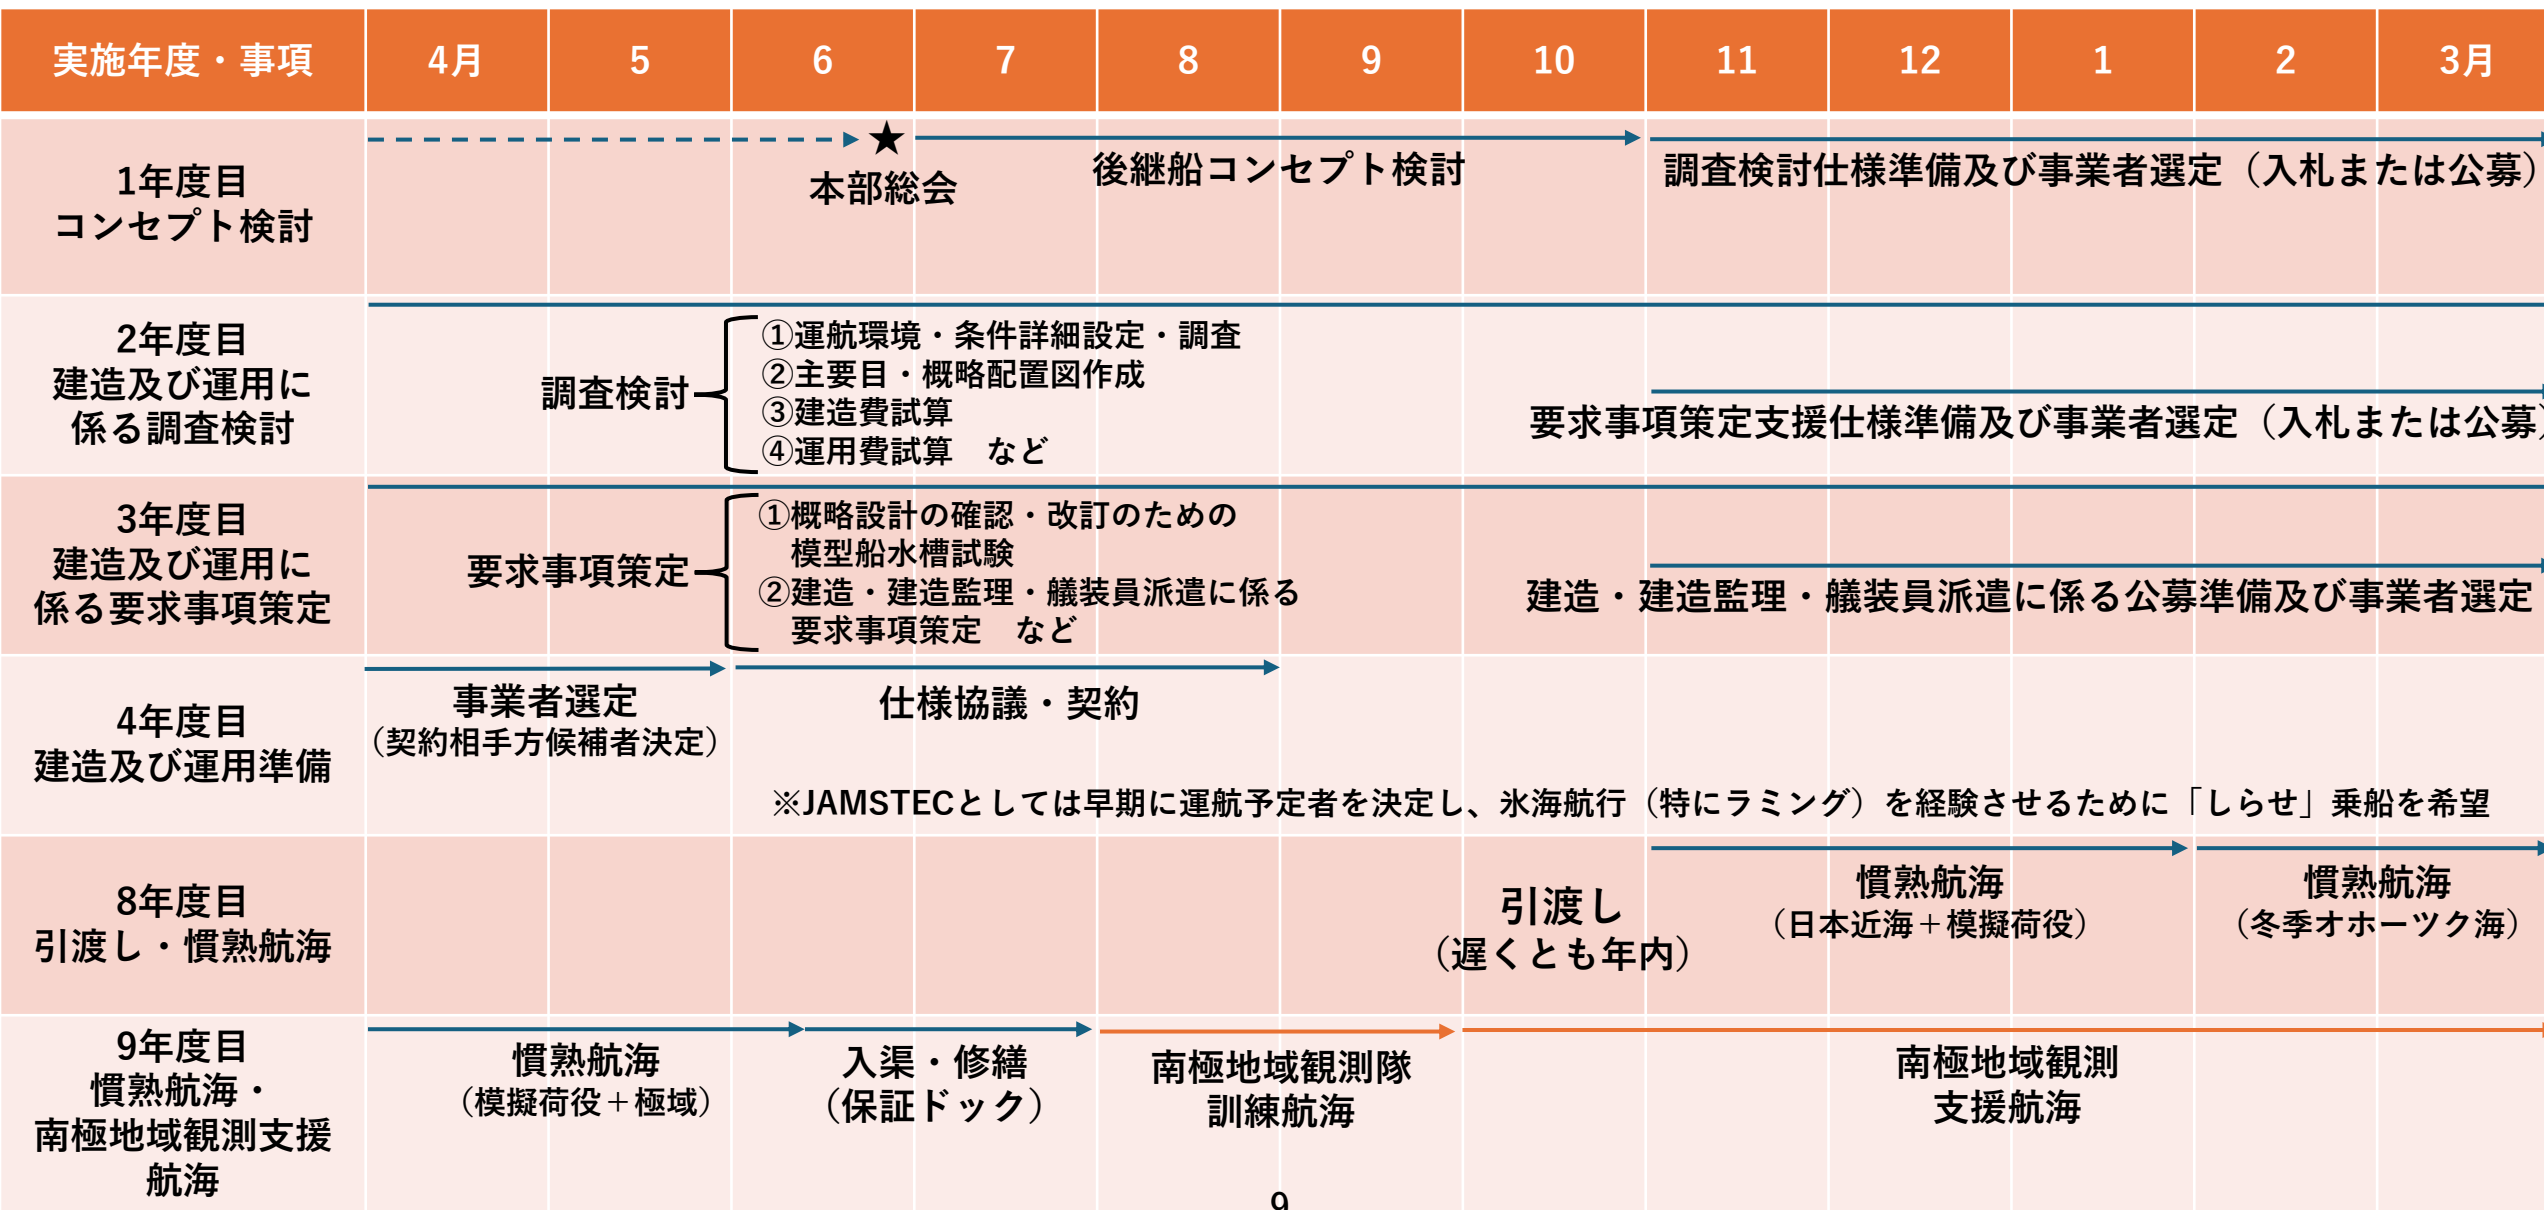 実施年度・事項 4月 5 6 7 8 9 10 11 12 1 2 3月
1年度目
コンセプト検討
★
本部総会
後継船コンセプト検討
調査検討仕様準備及び事業者選定（入札または公募）
2年度目
建造及び運用に
係る調査検討
調査検討
①運航環境・条件詳細設定・調査
②主要目・概略配置図作成
③建造費試算
④運用費試算　など
要求事項策定支援仕様準備及び事業者選定（入札または公募）
3年度目
建造及び運用に
係る要求事項策定
要求事項策定
①概略設計の確認・改訂のための
模型船水槽試験
②建造・建造監理・艤装員派遣に係る
要求事項策定　など
建造・建造監理・艤装員派遣に係る公募準備及び事業者選定
4年度目
建造及び運用準備
事業者選定
（契約相手方候補者決定）
仕様協議・契約
※JAMSTECとしては早期に運航予定者を決定し、氷海航行（特にラミング）を経験させるために「しらせ」乗船を希望
8年度目
引渡し・慣熟航海
引渡し
（遅くとも年内）
慣熟航海
（日本近海＋模擬荷役）
慣熟航海
（冬季オホーツク海）
9年度目
慣熟航海・
南極地域観測支援
航海
慣熟航海
（模擬荷役＋極域）
入渠・修繕
（保証ドック）
南極地域観測隊
訓練航海
南極地域観測
支援航海
9